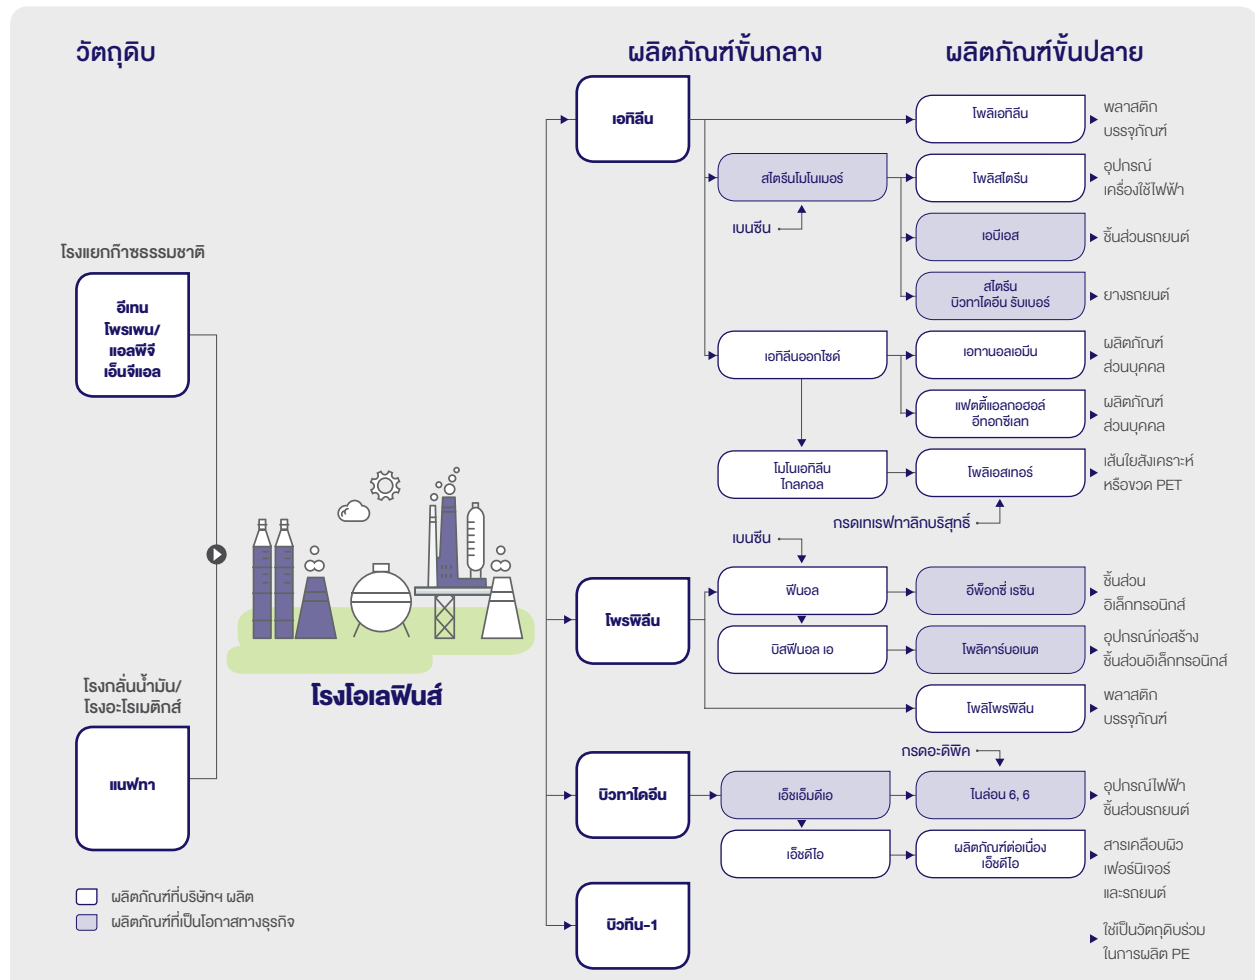 วัตถุดิบ
ผลิตภัณฑ์ขั้นกลาง
ผลิตภัณฑ์ขั้นปลาย
โรงแยกก๊าซธรรมชาติ
อีเทน
โพรเพน/
แอลพีจี
เอ็นจีแอล
โรงกลั่นน้ำมัน/
โรงอะโรเมติกส์
แนฟทา
โรงโอเลฟินส์
เอทิลีน
โพลิเอทิลีน
พลาสติก
บรรจุภัณฑ์
สไตรีนโมโนเมอร์
เบนซีน
โพลิสไตรีน
อุปกรณ์
เครื่องใช้ไฟฟ้า
เอบีเอส
ชิ้นส่วนรถยนต์
สไตรีน
บิวทาไดอีน รับเบอร์
ยางรถยนต์
เอทิลีนออกไซด์
เอทานอลเอมีน
ผลิตภัณฑ์
ส่วนบุคคล
แฟตตี้แอลกอฮอล์
อีทอกซีเลท
ผลิตภัณฑ์
ส่วนบุคคล
โมโนเอทิลีน
ไกลคอล
โพลิเอสเทอร์
เส้นใยสังเคราะห์
หรือขวด PET
กรดเทเรฟทาลิกบริสุทธิ์
โพรพิลีน
เบนซีน
ฟีนอล
อีพ็อกซี่ เรซิน
ชิ้นส่วน
อิเล็กทรอนิกส์
บิสฟีนอล เอ
โพลิคาร์บอเนต
อุปกรณ์ก่อสร้าง
ชิ้นส่วนอิเล็กทรอนิกส์
โพลิโพรพิลีน
พลาสติก
บรรจุภัณฑ์
กรดอะดิพิค
บิวทาไดอีน
เอ็ชเอ็มดีเอ
ไนล่อน 6, 6
อุปกรณ์ไฟฟ้า
ชิ้นส่วนรถยนต์
เอ็ชดีไอ
ผลิตภัณฑ์ต่อเนื่อง
เอ็ชดีไอ
สารเคลือบผิว
เฟอร์นิเจอร์
และรถยนต์
บิวทีน-1
ใช้เป็นวัตถุดิบร่วม
ในการผลิต PE
ผลิตภัณฑ์ที่บริษัทฯ ผลิต
ผลิตภัณฑ์ที่เป็นโอกาสทางธุรกิจ